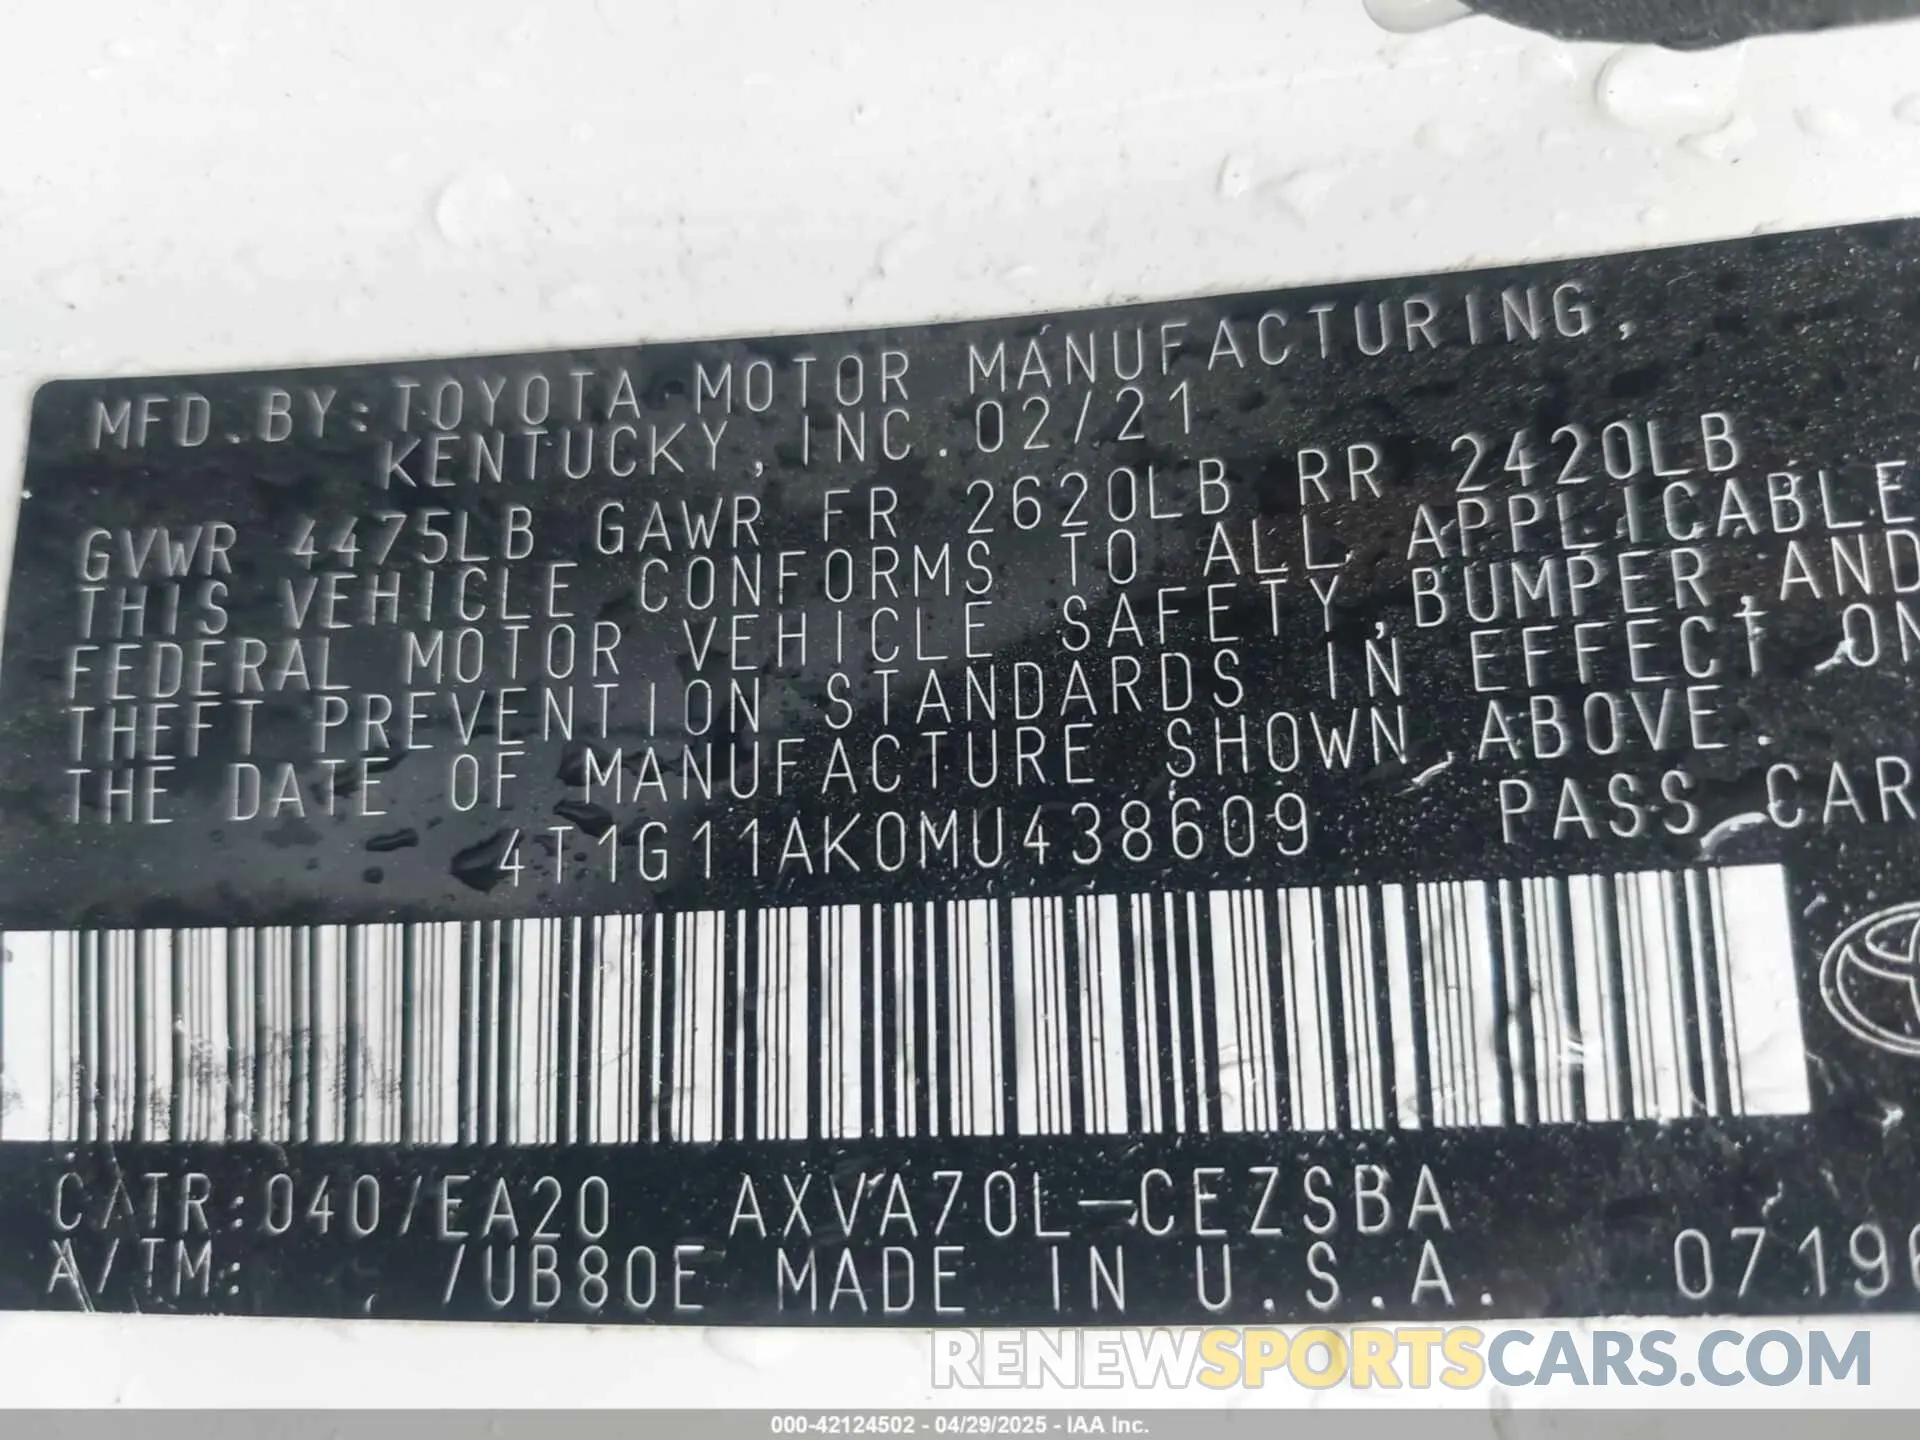 MFD.BY:TOYOTA MOTOR MANUFACTURING,
KENTUCKY, INC. 02/21
GVWR 4475LB GAWR FR 2620LB RR 2420LB
THIS VEHICLE CONFORMS TO ALL APPLICABLE
FEDERAL MOTOR VEHICLE SAFETY,BUMPER,AND
THEFT PREVENTION STANDARDS IN EFFECT ON
THE DATE OF MANUFACTURE SHOWN ABOVE.
4T1G11AK0MU438609 PASS CAR
C/TR:040/EA20 AXVA70L-CEZSBA
A/TM: /UB80E MADE IN U.S.A. 0719
RENEWSPORTSCARS.COM
000-42124502 - 04/29/2025 - IAA Inc.